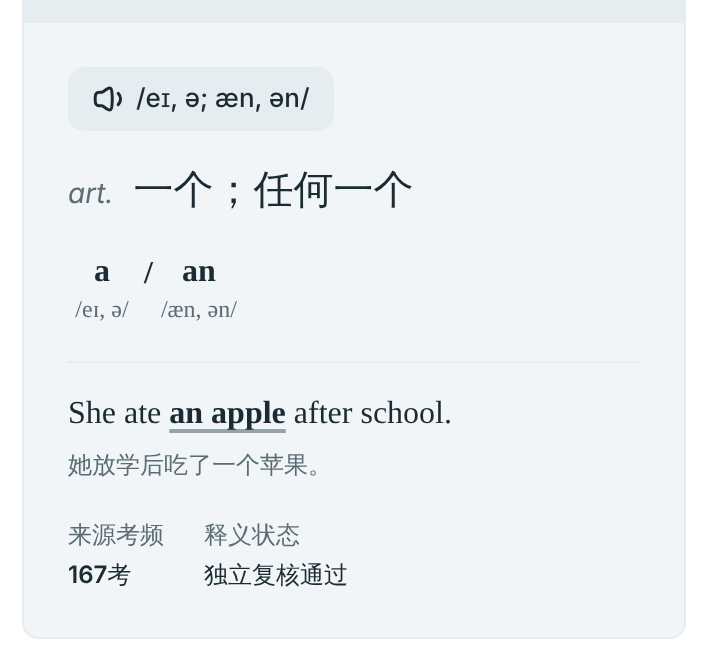 /eɪ, ə; æn, ən/
art. 一个；任何一个
a / an
/eɪ, ə/ /æn, ən/
She ate an apple after school.
她放学后吃了一个苹果。
来源考频 释义状态
167考 独立复核通过